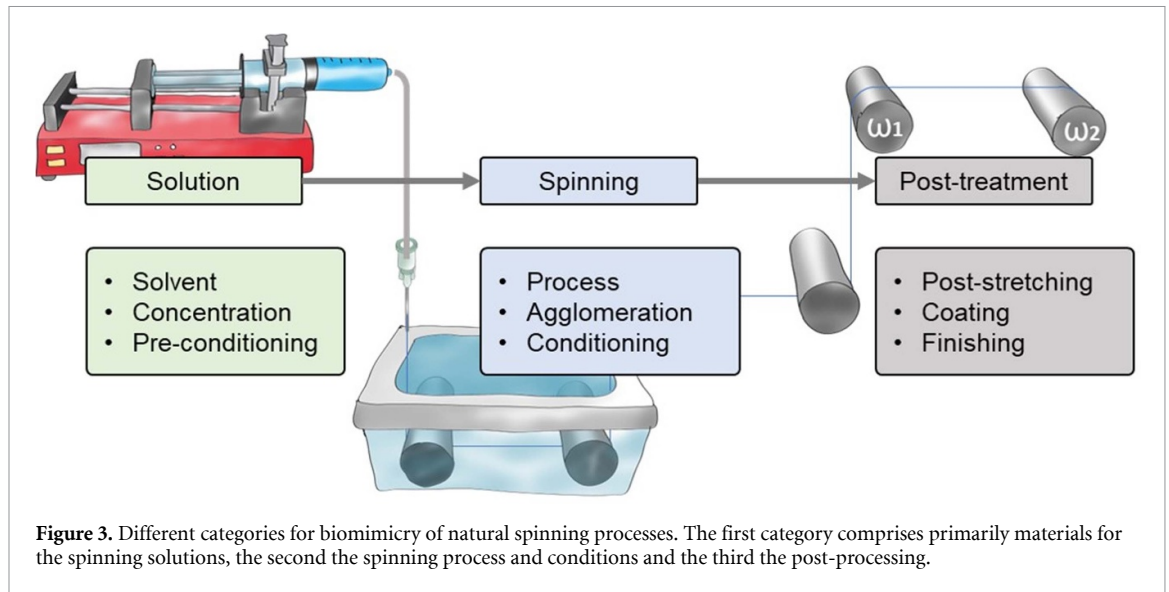 ω1
ω2
Solution
Spinning
Post-treatment
• Solvent
• Concentration
• Pre-conditioning
• Process
• Agglomeration
• Conditioning
• Post-stretching
• Coating
• Finishing
Figure 3. Different categories for biomimicry of natural spinning processes. The first category comprises primarily materials for
the spinning solutions, the second the spinning process and conditions and the third the post-processing.